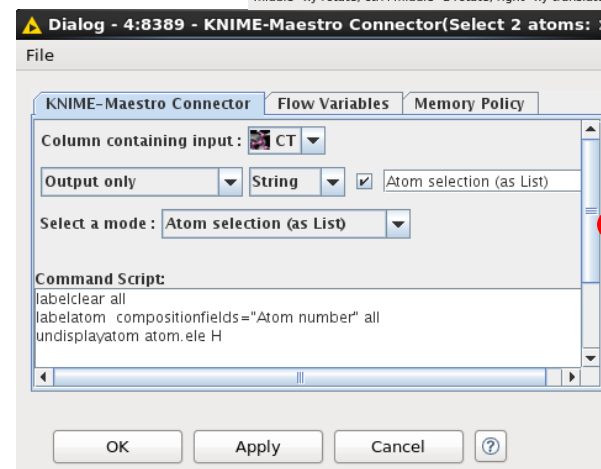 Dialog - 4:8389 - KNIME-Maestro Connector(Select 2 atoms:
File
KNIME-Maestro Connector Flow Variables Memory Policy
Column containing input : CT
Output only String Atom selection (as List)
Select a mode : Atom selection (as List)
Command Script:
labelclear all
labelatom compositionfields="Atom number" all
undisplayatom atom.ele H
OK Apply Cancel ?